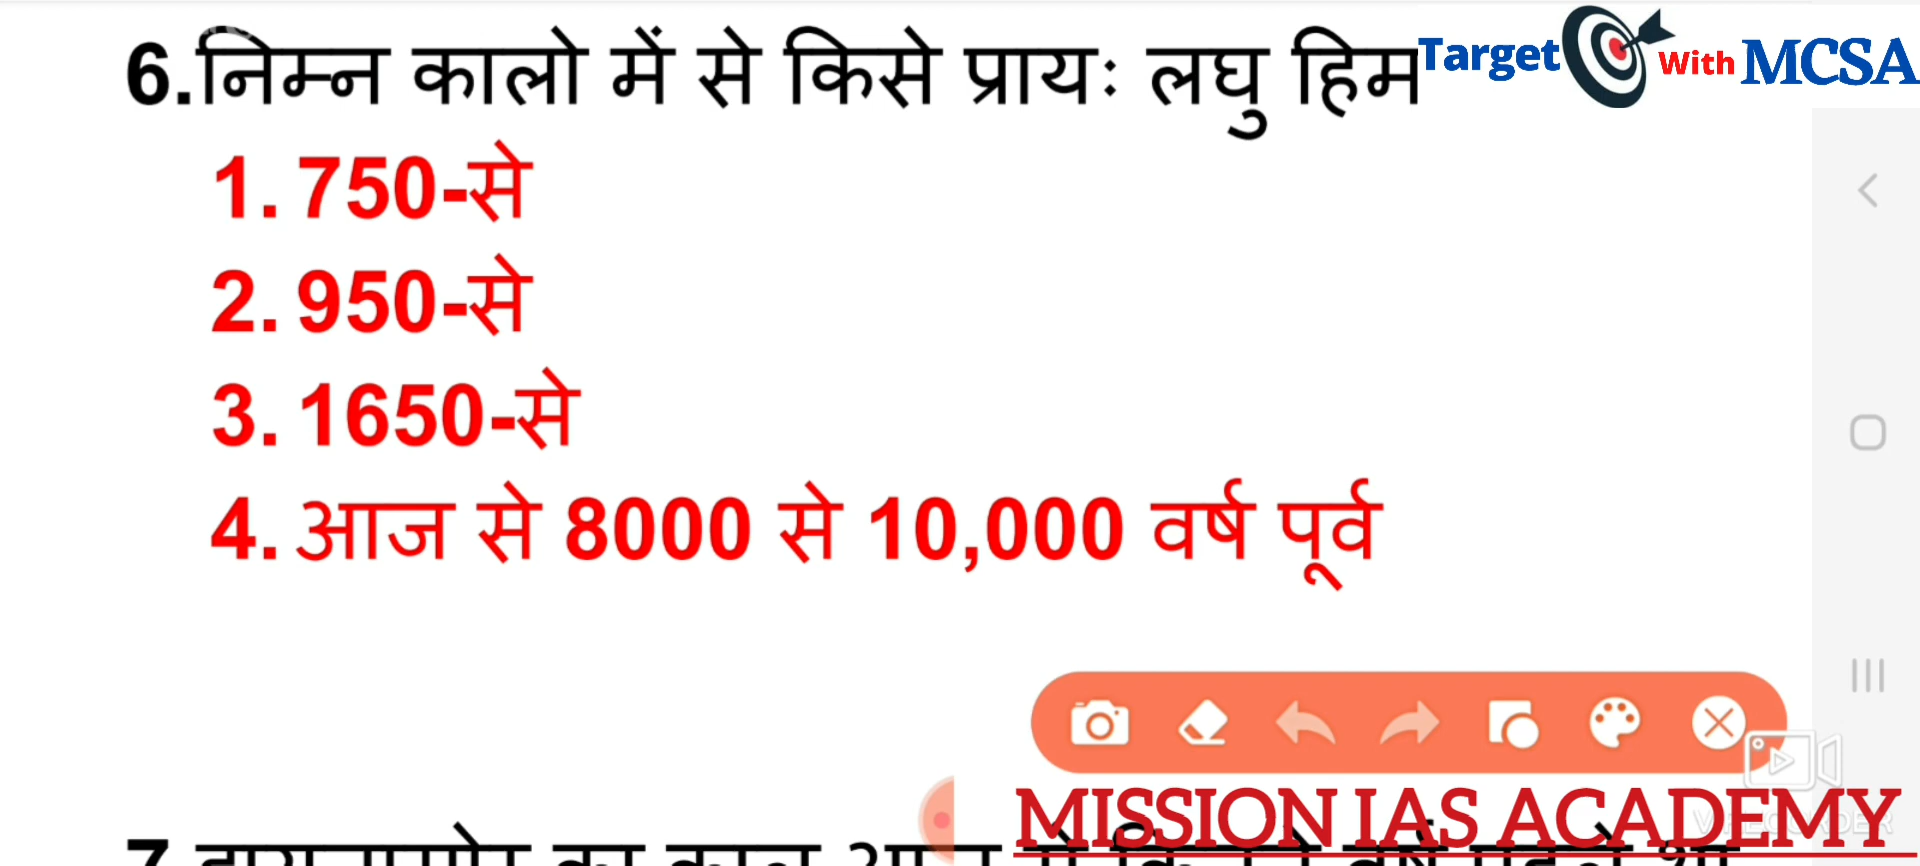 6.निम्न कालो में से किसे प्रायः लघु हिम
Target With MCSA
1. 750-से
2. 950-से
3. 1650-से
4. आज से 8000 से 10,000 वर्ष पूर्व
MISSION IAS ACADEMY